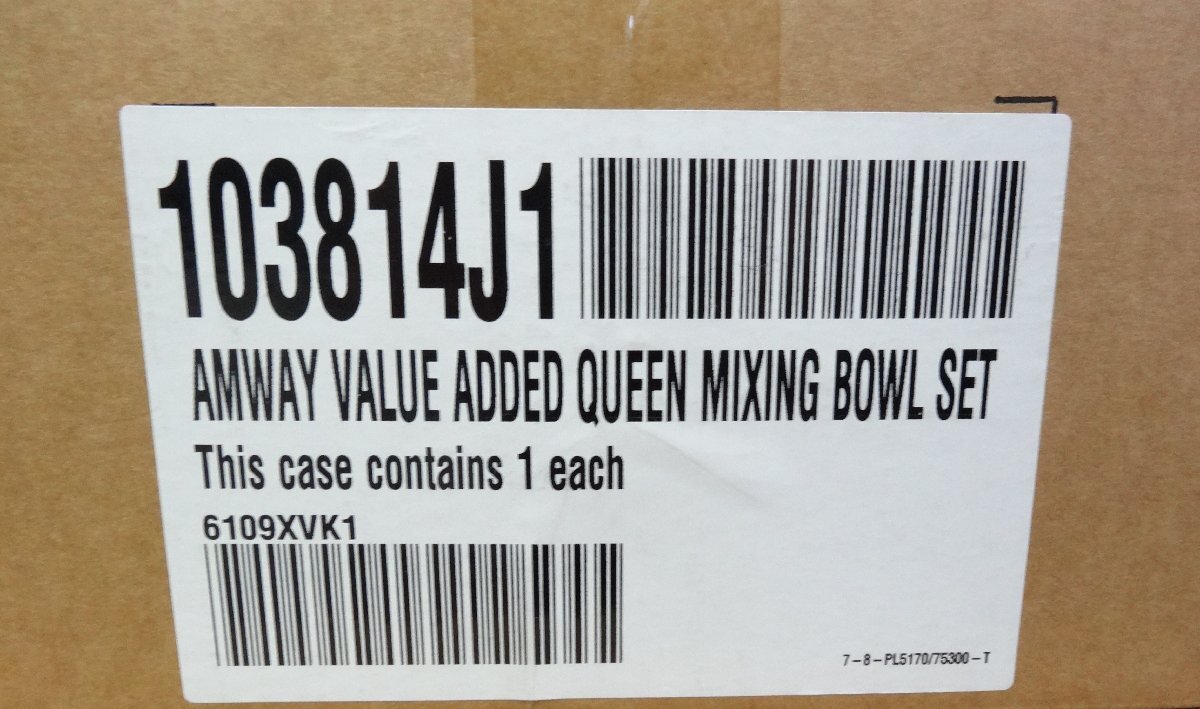 103814J1
AMWAY VALUE ADDED QUEEN MIXING BOWL SET
This case contains 1 each
6109XVK1
7-8-PL5170/75300-T